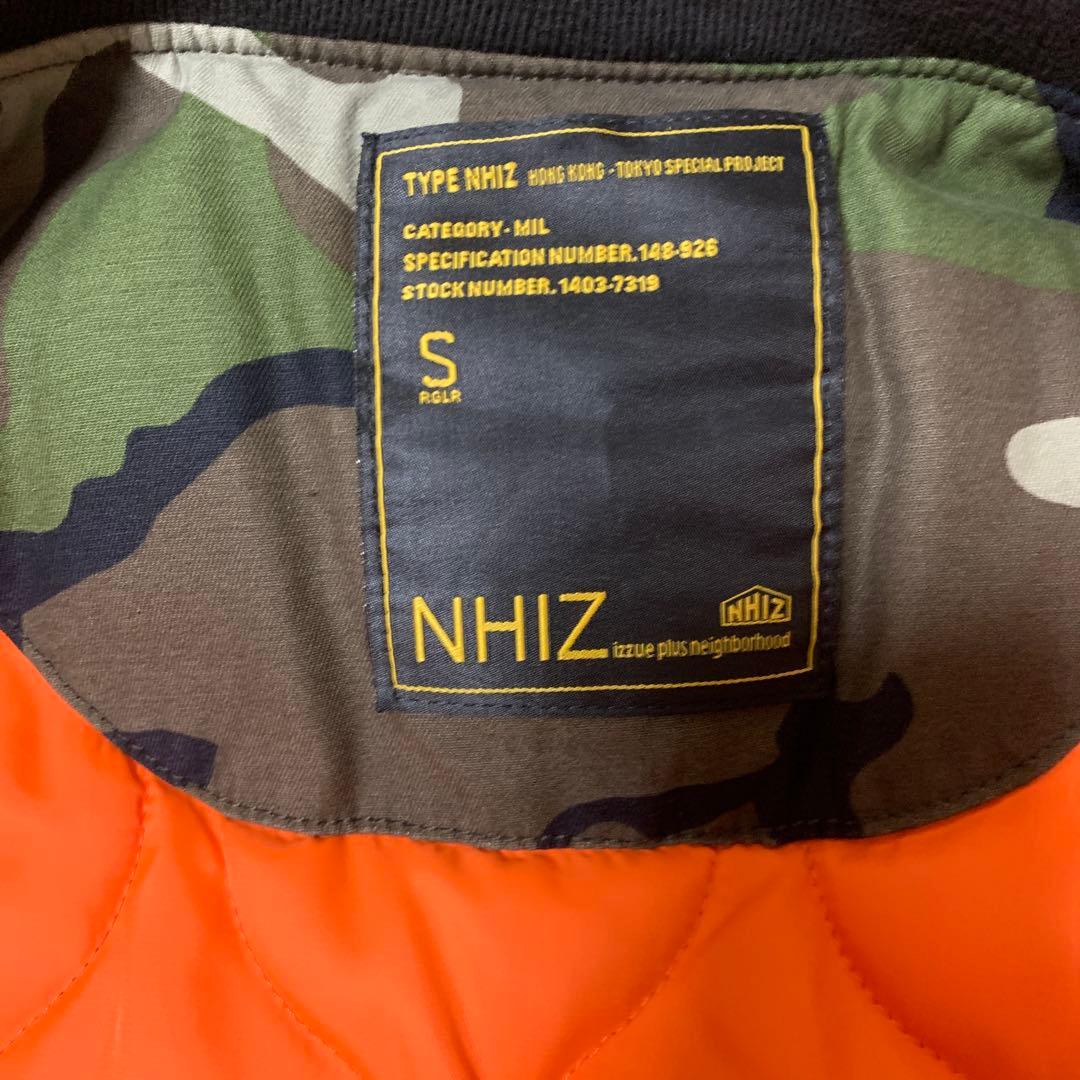 TYPE NHIZ HONG KONG - TOKYO SPECIAL PROJECT
CATEGORY- MIL
SPECIFICATION NUMBER. 148-926
STOCK NUMBER. 1403-7319
S
RGLR
NHIZ
NHIZ
izzue plus neighborhood